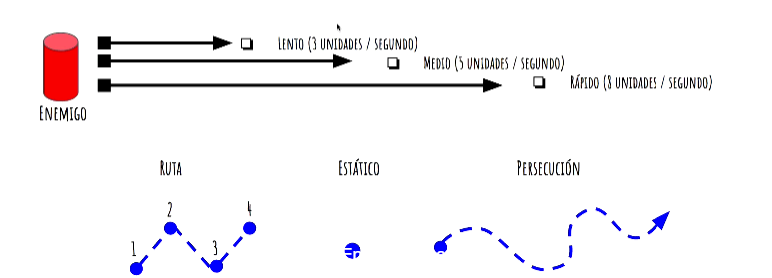 Lento (3 unidades / segundo)
Medio (5 unidades / segundo)
Rápido (8 unidades / segundo)
Enemigo
Ruta
Estático
Persecución
1
2
3
4